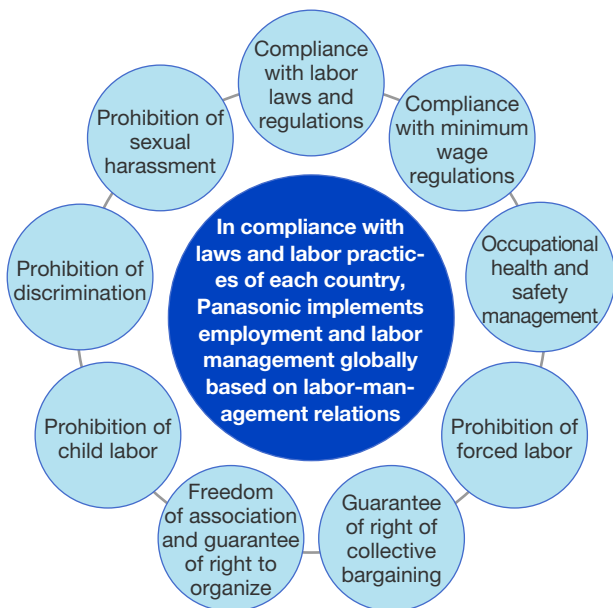 Compliance
with labor
laws and
regulations
Compliance
with minimum
wage
regulations
Occupational
health and
safety
management
Prohibition of
forced labor
Guarantee
of right of
collective
bargaining
Freedom
of association
and guarantee
of right to
organize
Prohibition of
child labor
Prohibition of
discrimination
Prohibition of
sexual
harassment
In compliance with
laws and labor practic-
es of each country,
Panasonic implements
employment and labor
management globally
based on labor-man-
agement relations